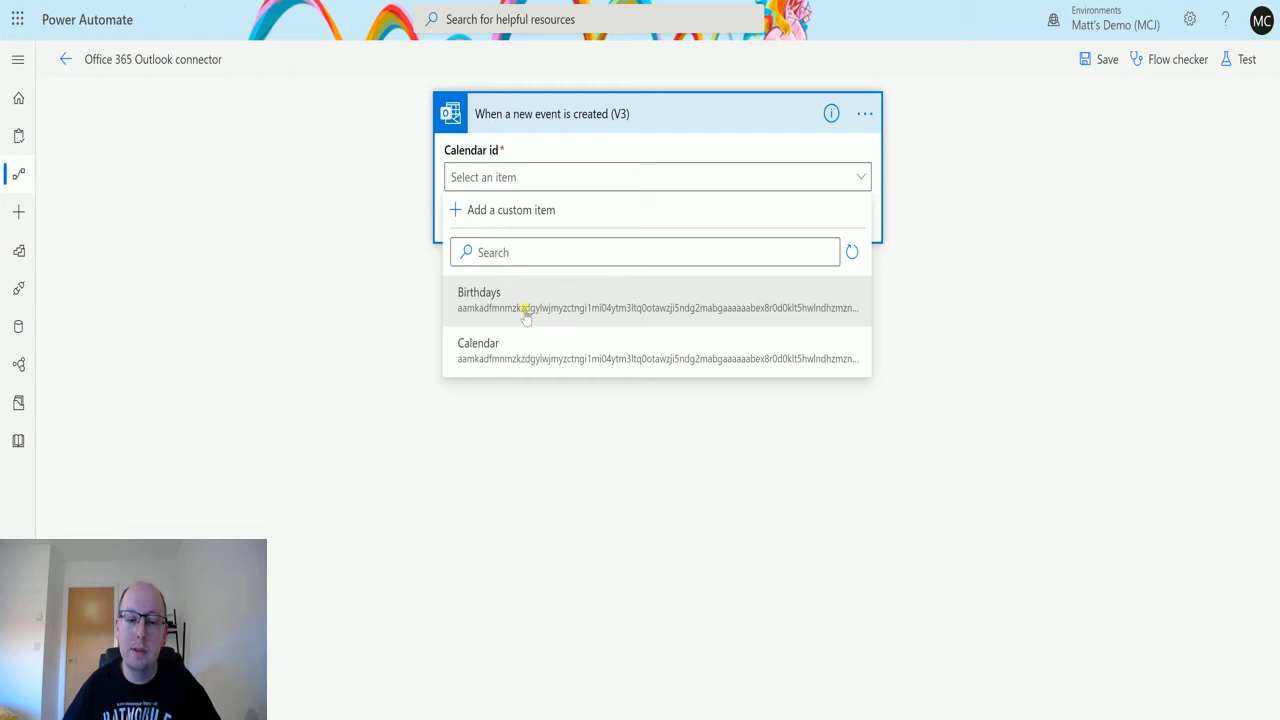 Power Automate
Search for helpful resources
Environments
Matt's Demo (MCJ)
MC
Office 365 Outlook connector
Save
Flow checker
Test
When a new event is created (V3)
Calendar id*
Select an item
Add a custom item
Search
Birthdays
Calendar